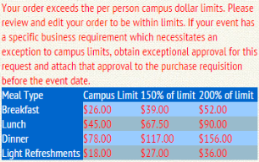 Your order exceeds the per person campus dollar limits. Please
review and edit your order to be within limits. If your event has
a specific business requirement which necessitates an
exception to campus limits, obtain exceptional approval for this
request and attach that approval to the purchase requisition
before the event date.
Meal Type Campus Limit 150% of limit 200% of limit
Breakfast $26.00 $39.00 $52.00
Lunch $45.00 $67.50 $90.00
Dinner $78.00 $117.00 $156.00
Light Refreshments $18.00 $27.00 $36.00